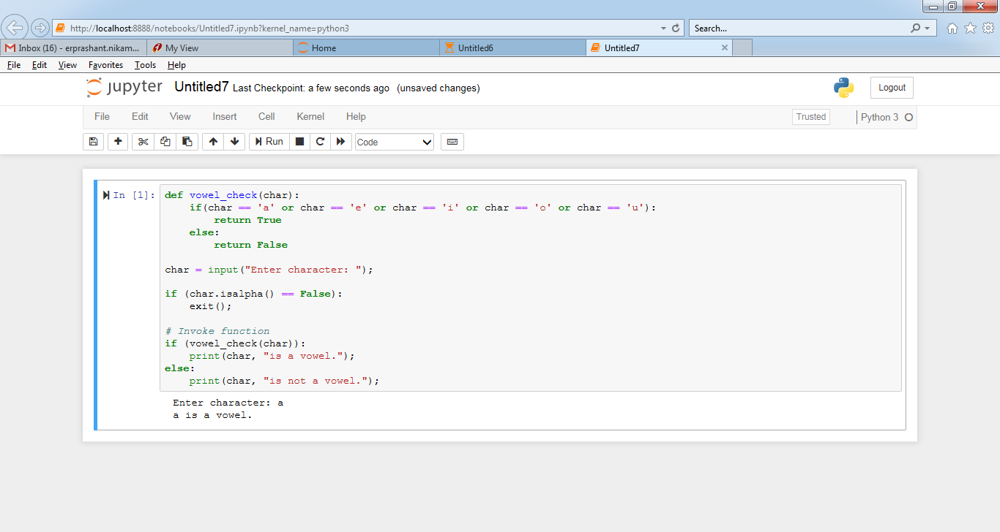 http://localhost:8888/notebooks/Untitled7.ipynb?kernel_name=python3
Search...
Inbox (16) - erprashant.nikam...
My View
Home
Untitled6
Untitled7
File Edit View Favorites Tools Help
jupyter Untitled7 Last Checkpoint: a few seconds ago (unsaved changes)
Logout
File Edit View Insert Cell Kernel Help
Trusted
Python 3
Run
Code
In [1]:
def vowel_check(char):
    if(char == 'a' or char == 'e' or char == 'i' or char == 'o' or char == 'u'):
        return True
    else:
        return False

char = input("Enter character: ");

if (char.isalpha() == False):
    exit();

# Invoke function
if (vowel_check(char)):
    print(char, "is a vowel.");
else:
    print(char, "is not a vowel.");
Enter character: a
a is a vowel.